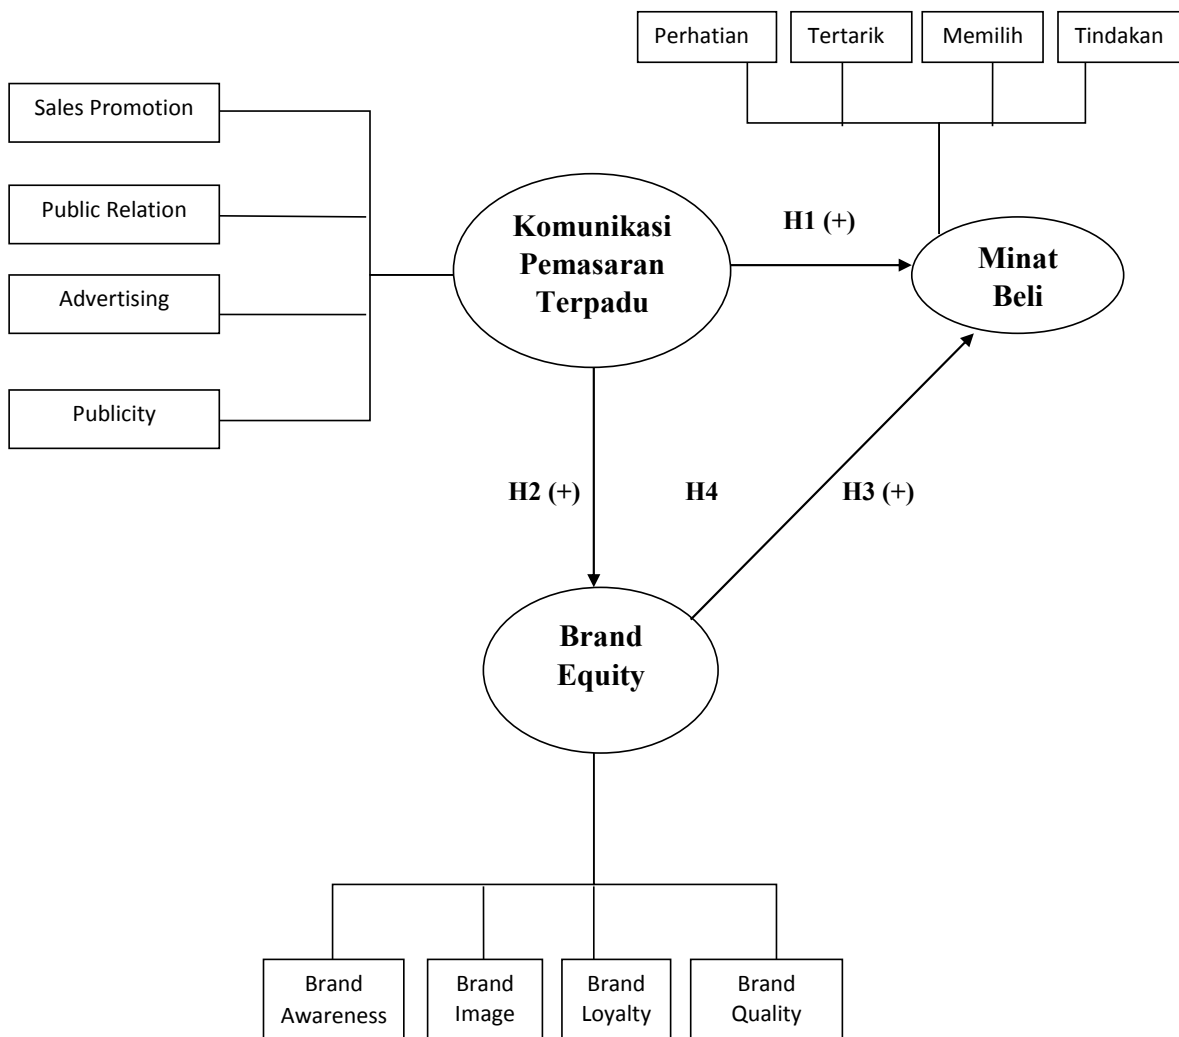 Perhatian
Tertarik
Memilih
Tindakan
Sales Promotion
Public Relation
Advertising
Publicity
Komunikasi
Pemasaran
Terpadu
H1 (+)
Minat
Beli
H2 (+)
H4
H3 (+)
Brand
Equity
Brand
Awareness
Brand
Image
Brand
Loyalty
Brand
Quality